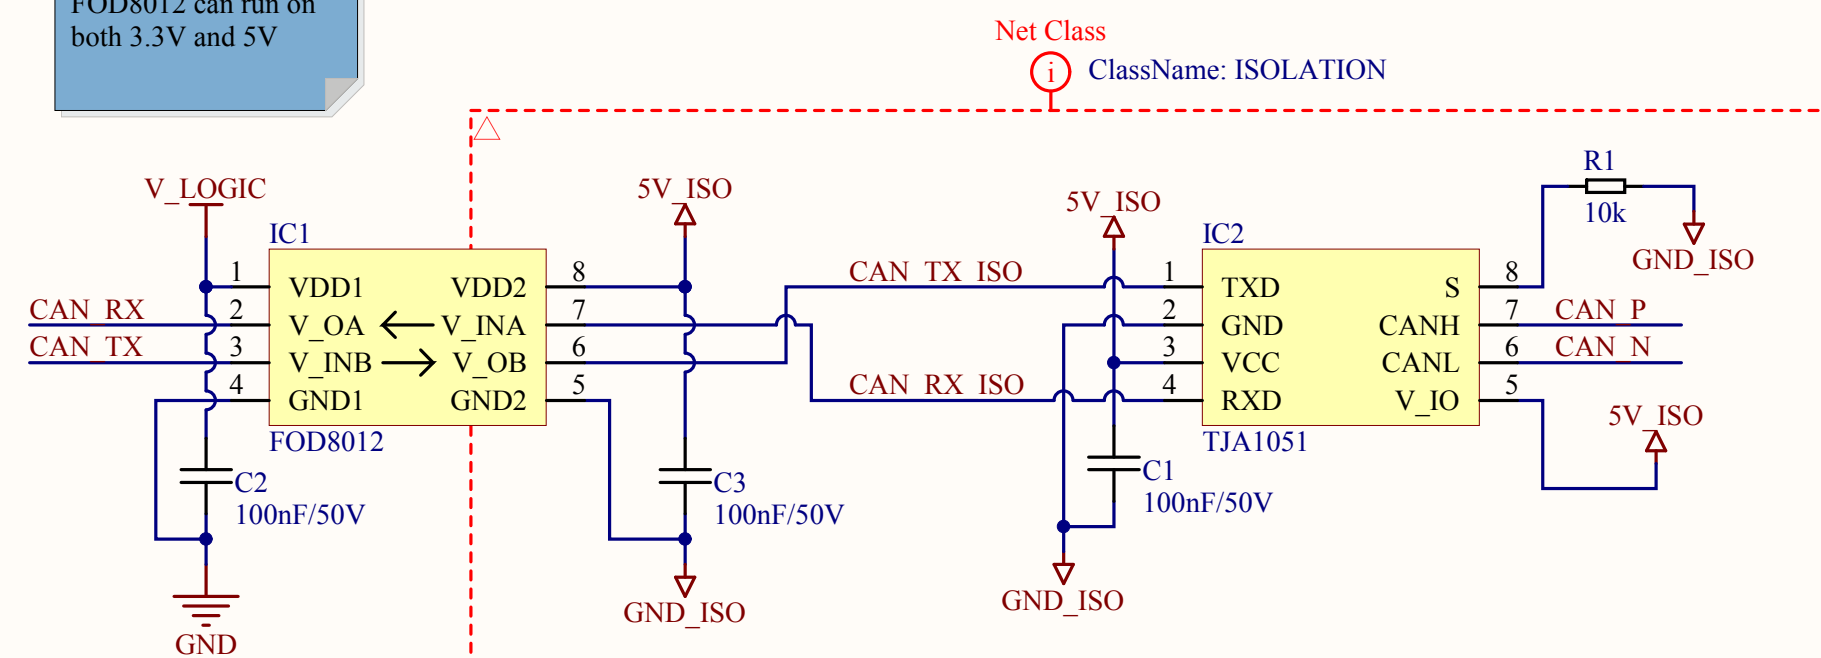 FOD8012 can run on
both 3.3V and 5V
Net Class
i
ClassName: ISOLATION
V_LOGIC
5V_ISO
5V_ISO
R1
10k
GND_ISO
IC1
1 VDD1 VDD2 8
2 V_OA V_INA 7
3 V_INB V_OB 6
4 GND1 GND2 5
FOD8012
CAN_RX
CAN_TX
CAN_TX_ISO
CAN_RX_ISO
IC2
1 TXD S 8
2 GND CANH 7
3 VCC CANL 6
4 RXD V_IO 5
TJA1051
CAN_P
CAN_N
5V_ISO
C2
100nF/50V
C3
100nF/50V
C1
100nF/50V
GND
GND_ISO
GND_ISO